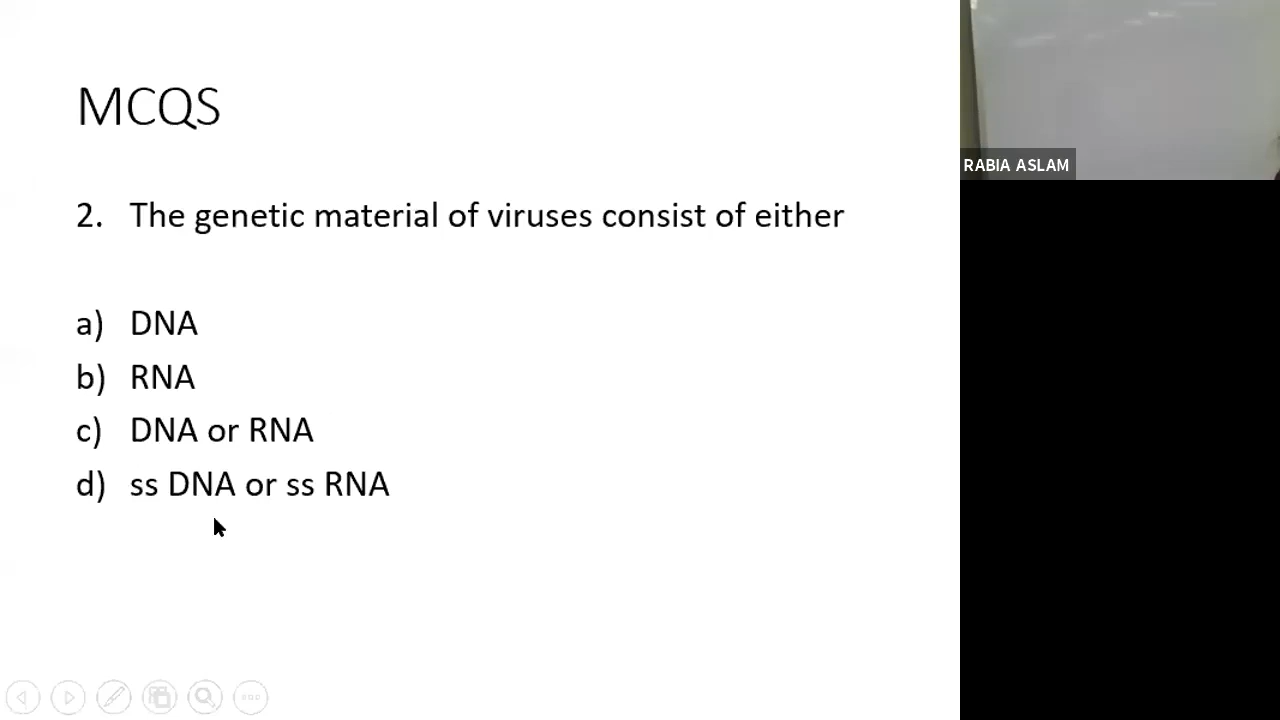 MCQS
2. The genetic material of viruses consist of either
a) DNA
b) RNA
c) DNA or RNA
d) ss DNA or ss RNA
RABIA ASLAM